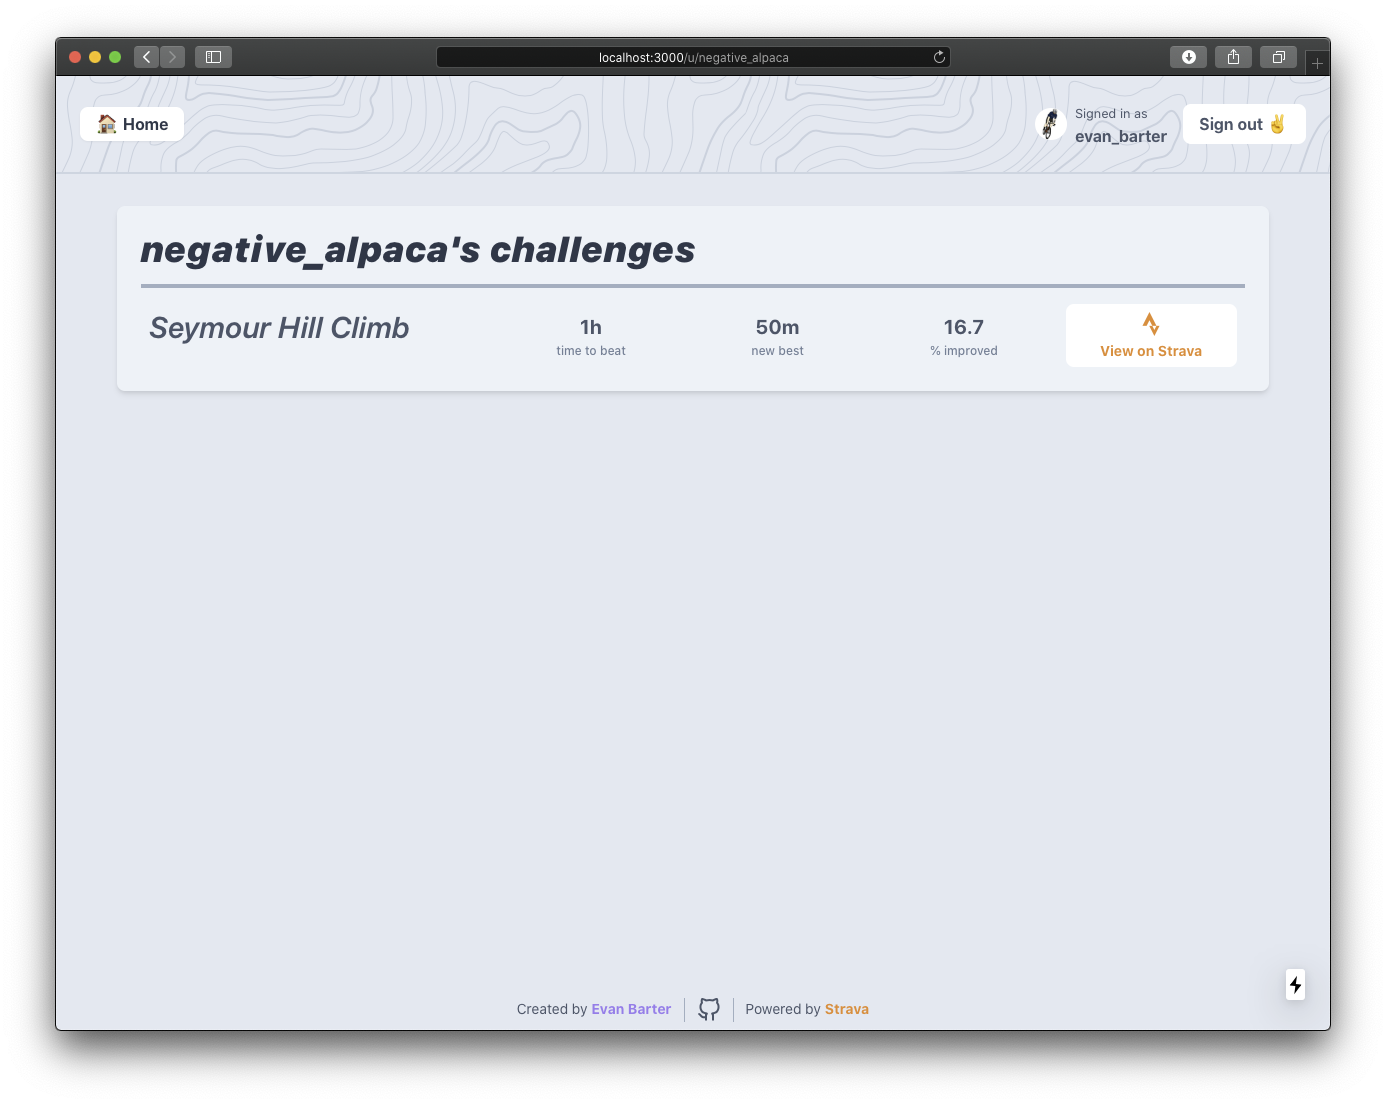 localhost:3000/u/negative_alpaca
🏠 Home
Signed in as
evan_barter
Sign out ✌️
negative_alpaca's challenges
Seymour Hill Climb
1h
time to beat
50m
new best
16.7
% improved
View on Strava
Created by Evan Barter
Powered by Strava